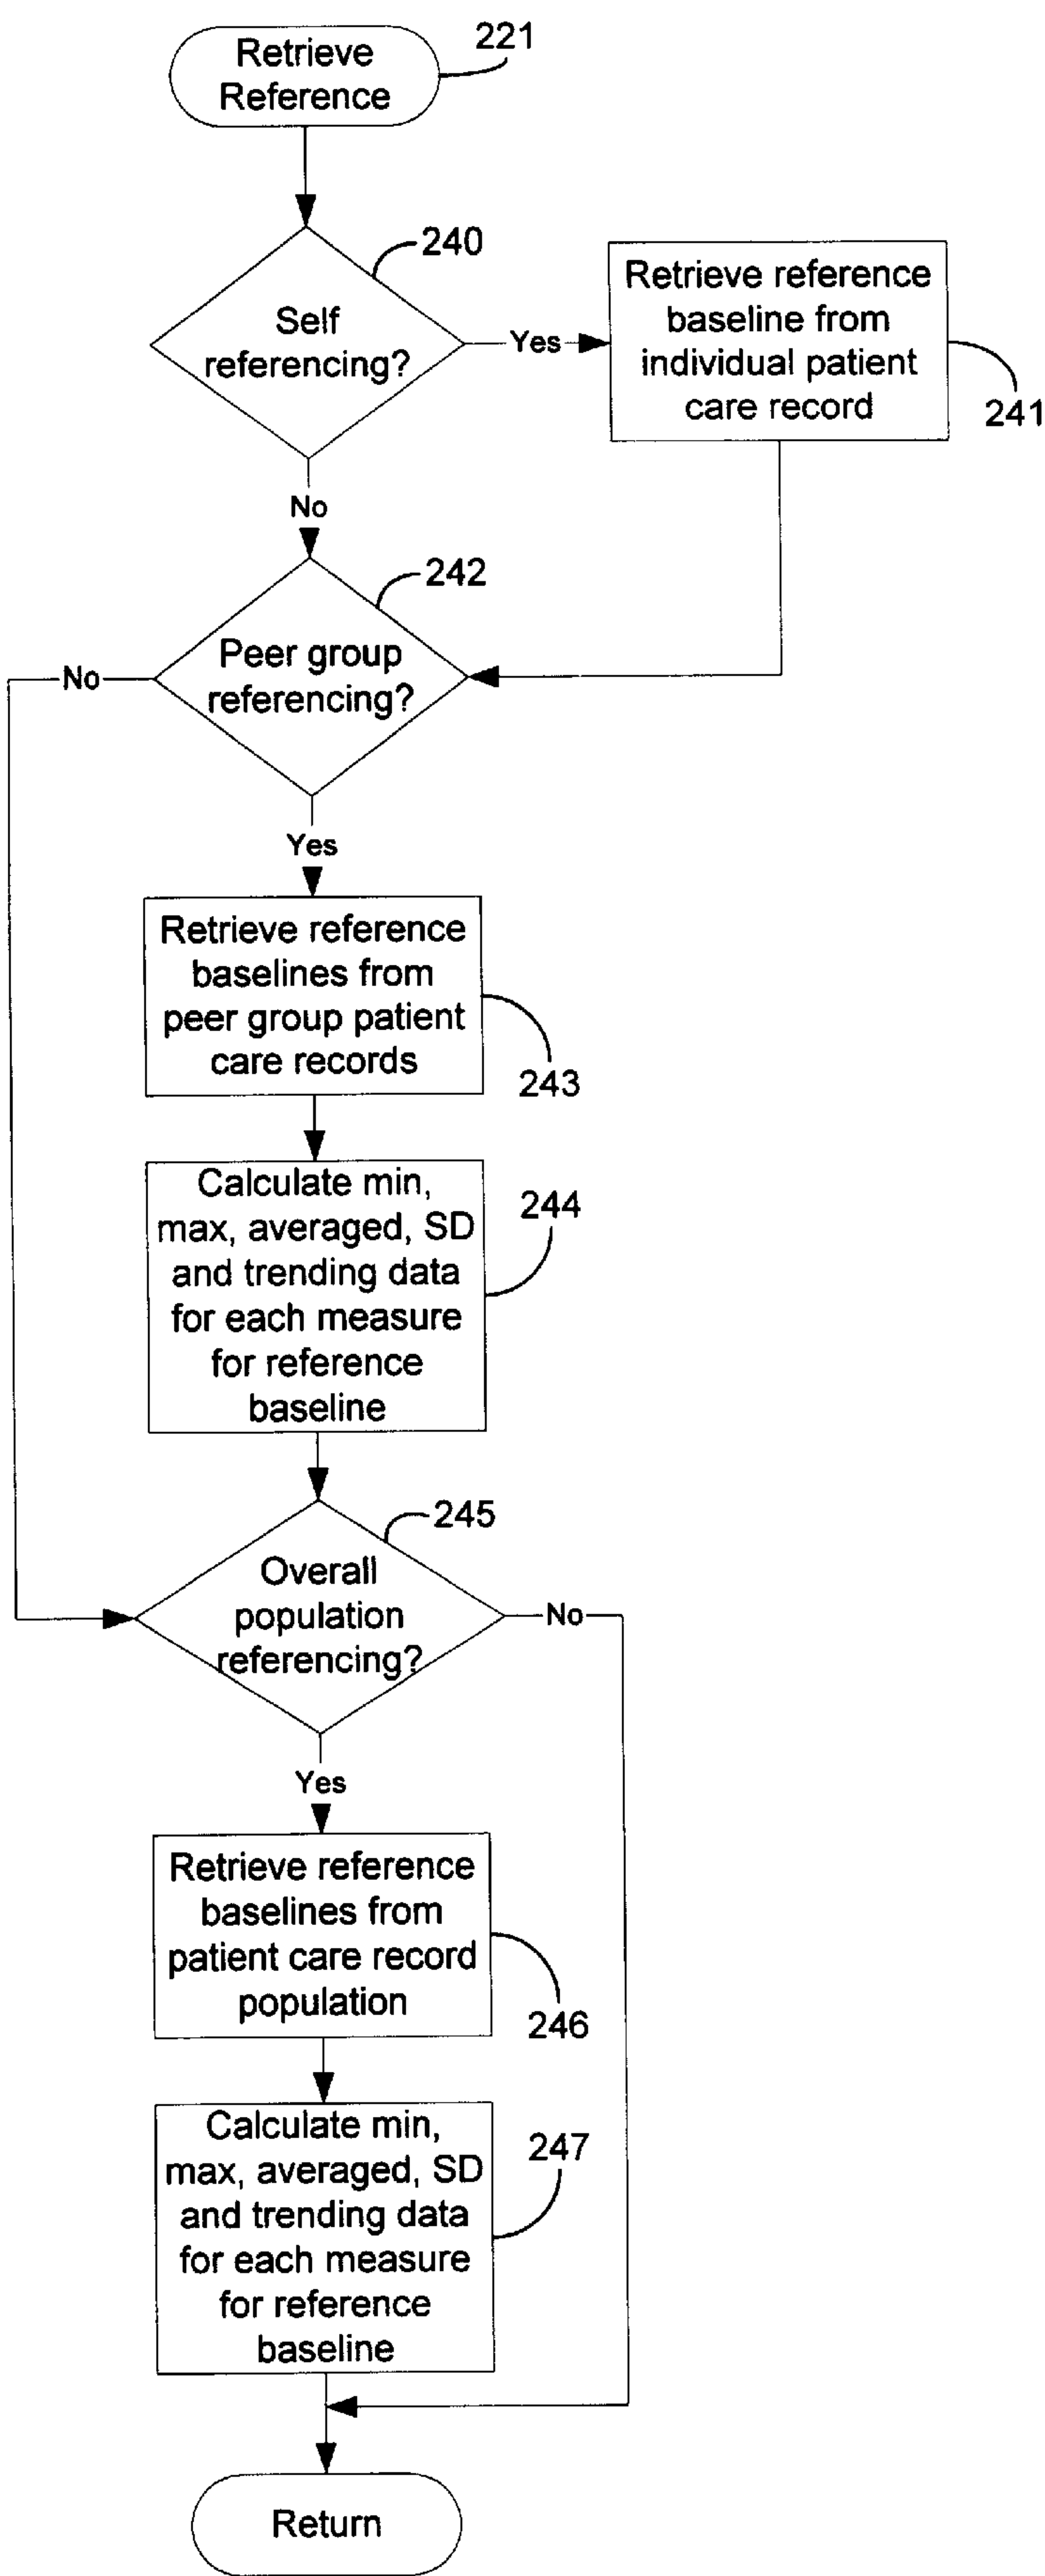 Retrieve
Reference
221
240
Self
referencing?
Yes
Retrieve reference
baseline from
individual patient
care record
241
No
242
Peer group
referencing?
No
Yes
Retrieve reference
baselines from
peer group patient
care records
243
Calculate min,
max, averaged, SD
and trending data
for each measure
for reference
baseline
244
245
Overall
population
referencing?
No
Yes
Retrieve reference
baselines from
patient care record
population
246
Calculate min,
max, averaged, SD
and trending data
for each measure
for reference
baseline
247
Return